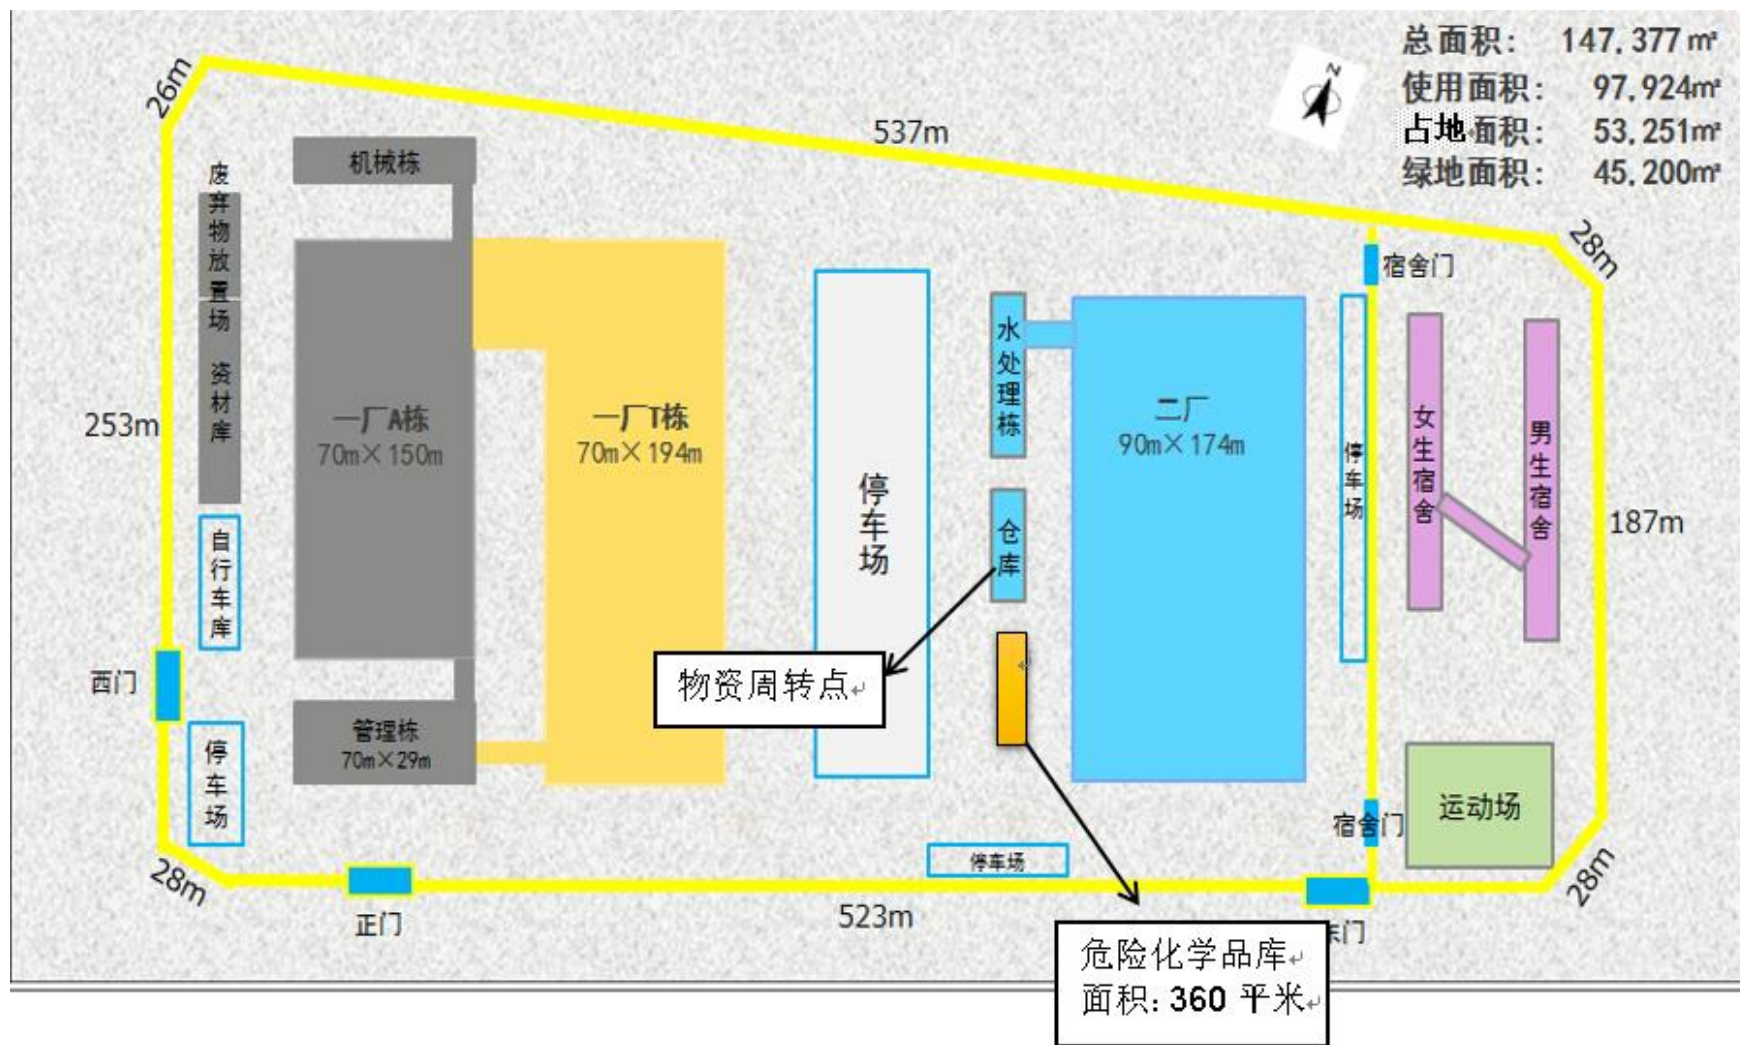 总面积： 147,377㎡
使用面积： 97,924㎡
占地面积： 53,251㎡
绿地面积： 45,200㎡
N
26m
537m
28m
机械栋
废弃物放置场
资材库
宿舍门
水处理栋
一厂A栋
70m×150m
一厂T栋
70m×194m
二厂
90m×174m
253m
停车场
停车场
女生宿舍
男生宿舍
187m
仓库
自行车库
西门
物资周转点
管理栋
70m×29m
停车场
运动场
宿舍门
停车场
28m
正门
523m
28m
门
危险化学品库
面积：360 平米